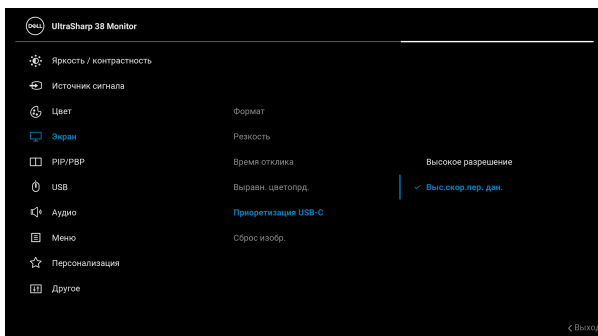 DELL UltraSharp 38 Monitor
Яркость / контрастность
Источник сигнала
Цвет Формат
Экран Резкость
PIP/PBP Время отклика Высокое разрешение
USB Выравн. цветопрд. Выс.скор.пер. дан.
Аудио Приоретизация USB-C
Меню Сброс изобр.
Персонализация
Другое
Выход